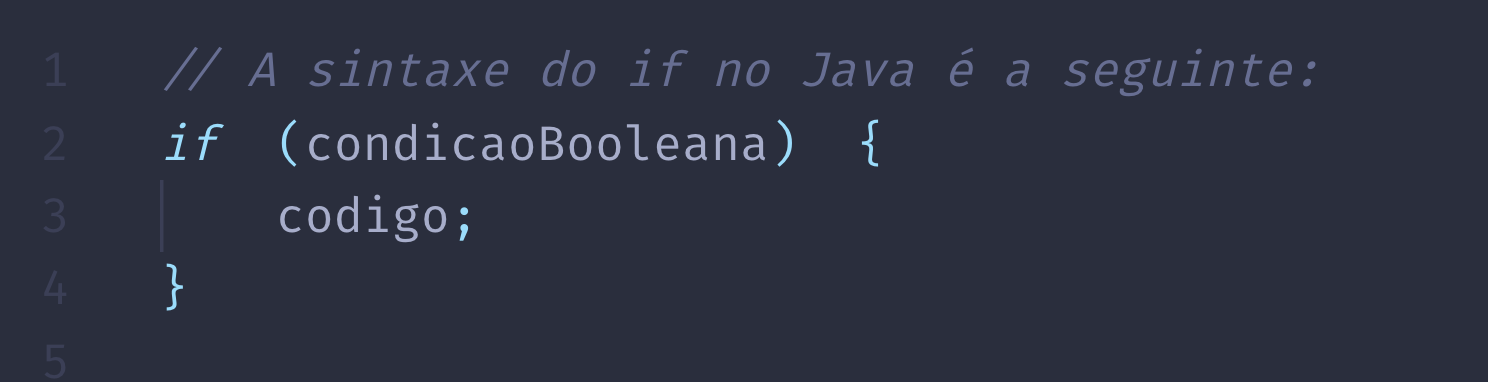 1 // A sintaxe do if no Java é a seguinte:
2 if (condicaoBooleana) {
3 codigo;
4 }
5